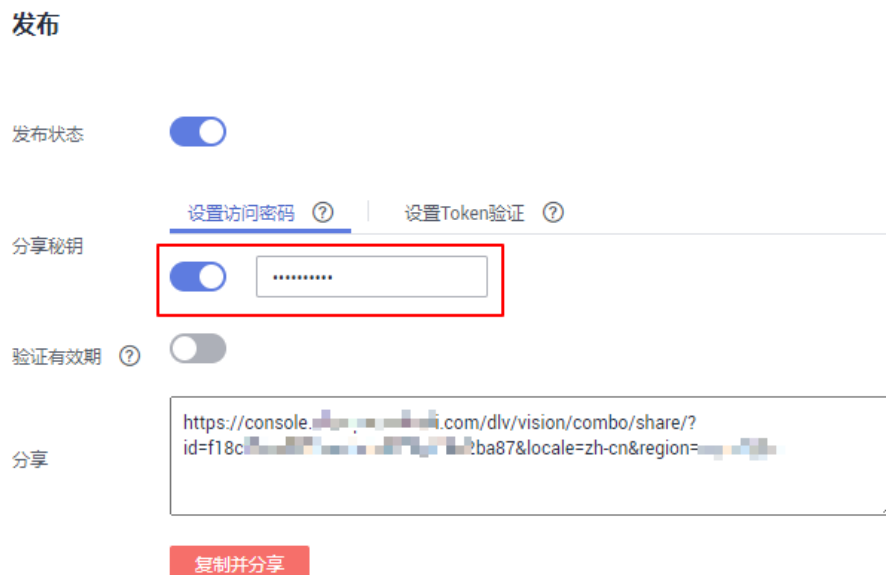 发布
发布状态
设置访问密码 ? 设置Token验证 ?
分享秘钥
••••••••••
验证有效期 ?
https://console. i.com/dlv/vision/combo/share/?
id=f18c 2ba87&locale=zh-cn&region=
分享
复制并分享